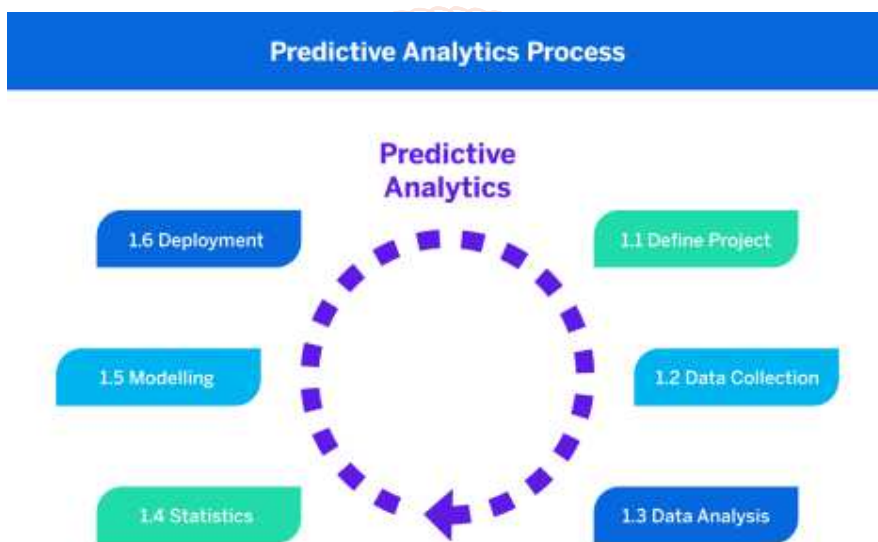 Predictive Analytics Process
Predictive
Analytics
1.6 Deployment
1.1 Define Project
1.5 Modelling
1.2 Data Collection
1.4 Statistics
1.3 Data Analysis